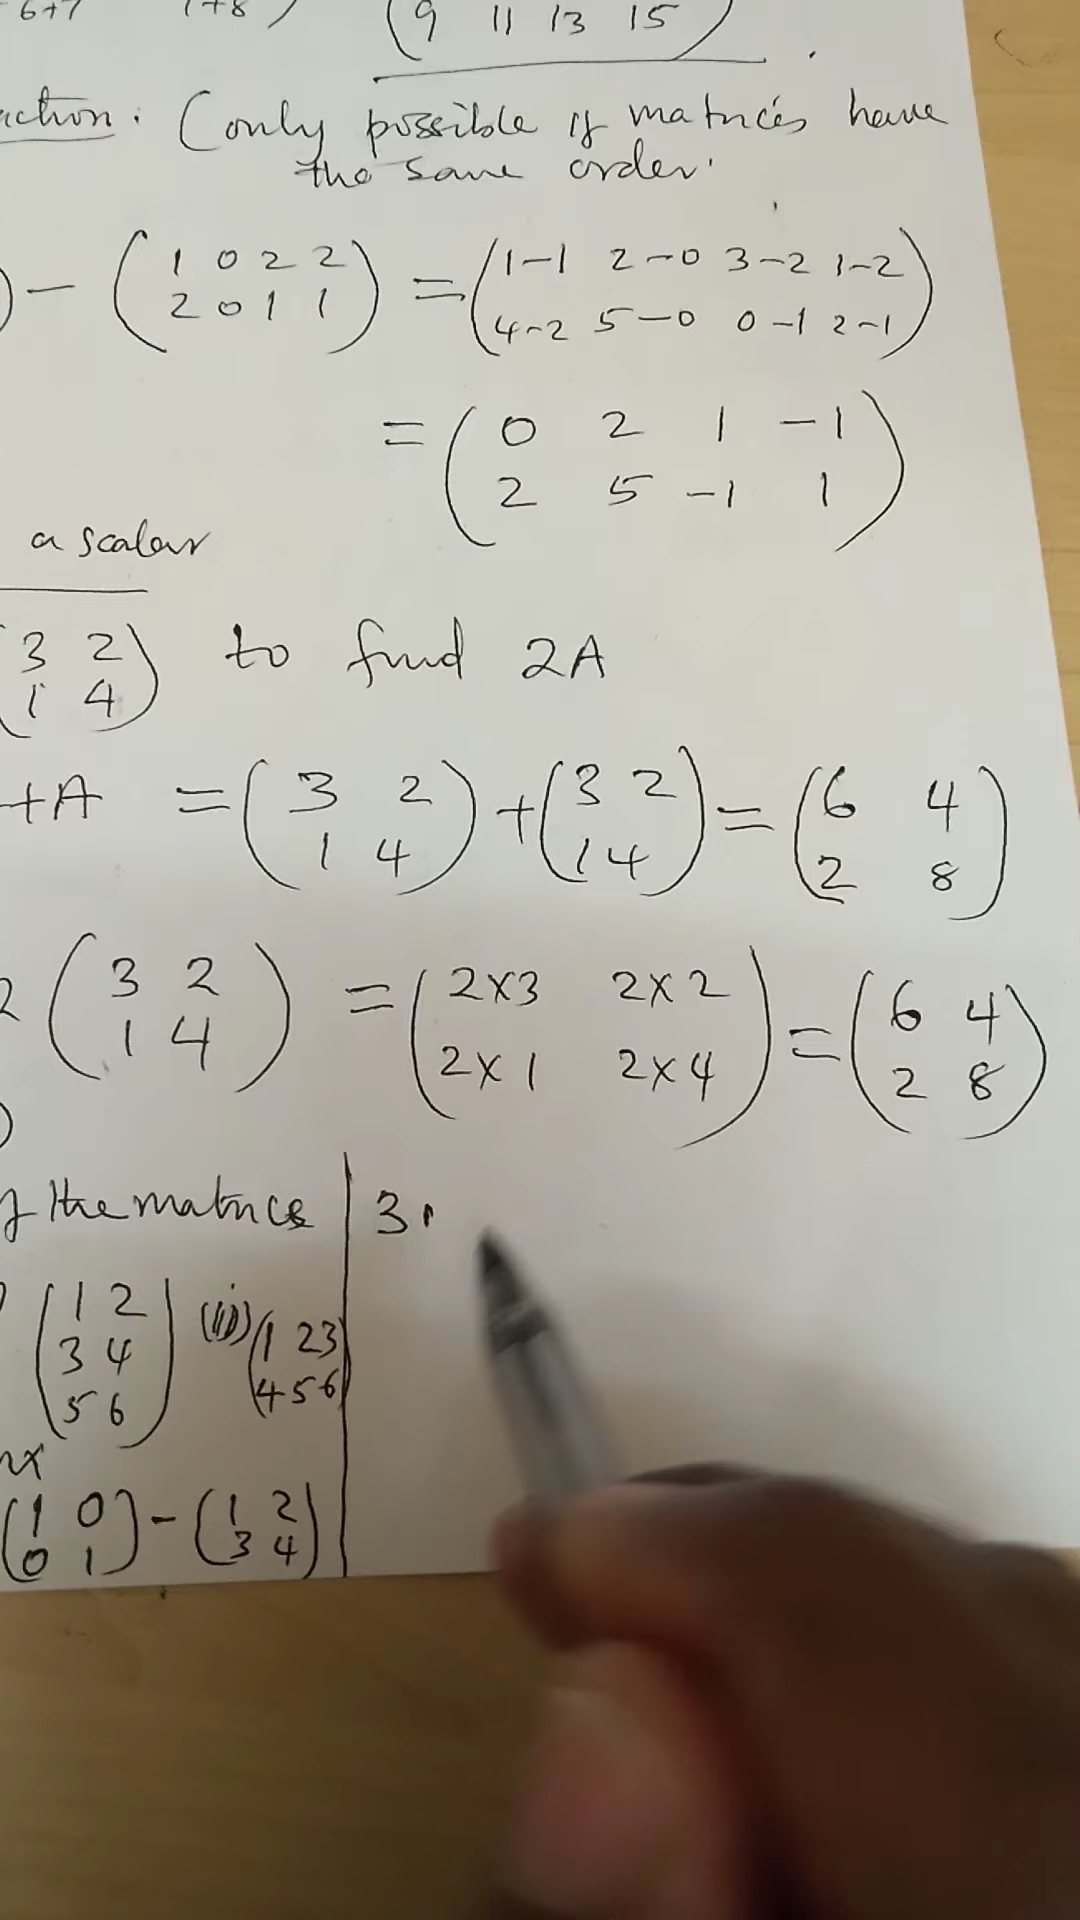 6+7 1+8 ) ( 9 11 13 15 )
action: (only possible if matrices have
the same order.
) - ( 1 0 2 2 ) = ( 1-1 2-0 3-2 1-2 )
2 0 1 1 4-2 5-0 0-1 2-1
= ( 0 2 1 -1 )
2 5 -1 1
a scalar
( 3 2 ) to find 2A
1 4
+A = ( 3 2 ) + ( 3 2 ) = ( 6 4 )
1 4 1 4 2 8
2 ( 3 2 ) = ( 2x3 2x2 ) = ( 6 4 )
1 4 2x1 2x4 2 8
)
of the matrices | 3.
) ( 1 2 ) (iii) ( 1 2 3 )
3 4 4 5 6
5 6
( 1 0 ) - ( 1 2 )
0 1 3 4